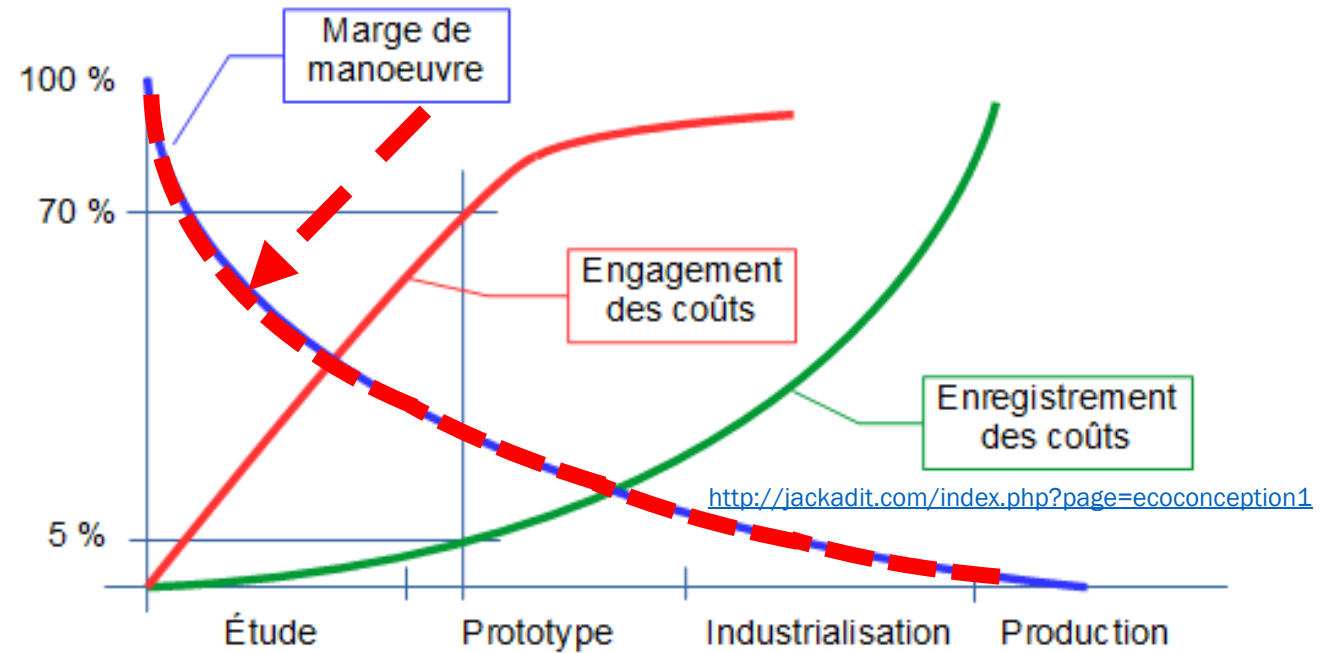 Marge de
manoeuvre
100 %
70 %
Engagement
des coûts
Enregistrement
des coûts
http://jackadit.com/index.php?page=ecoconception1
5 %
Étude
Prototype
Industrialisation
Production